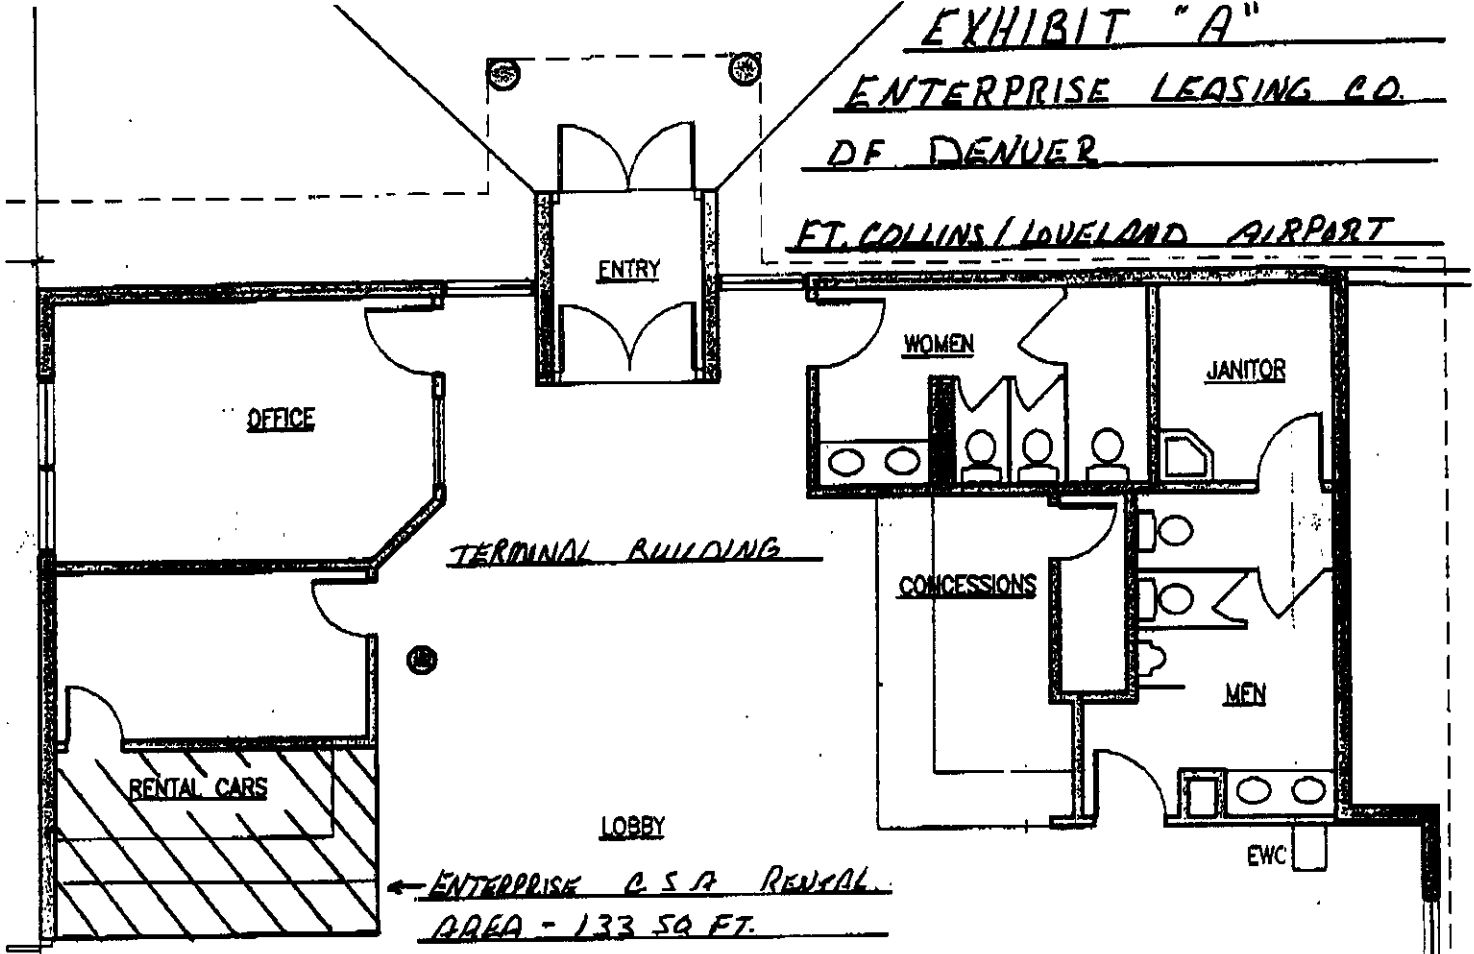 EXHIBIT "A"
ENTERPRISE LEASING CO.
OF DENVER
FT. COLLINS/LOVELAND AIRPORT
ENTRY
WOMEN
JANITOR
OFFICE
TERMINAL BUILDING
CONCESSIONS
MEN
RENTAL CARS
LOBBY
EWC
ENTERPRISE C S A RENTAL
AREA - 133 SQ FT.